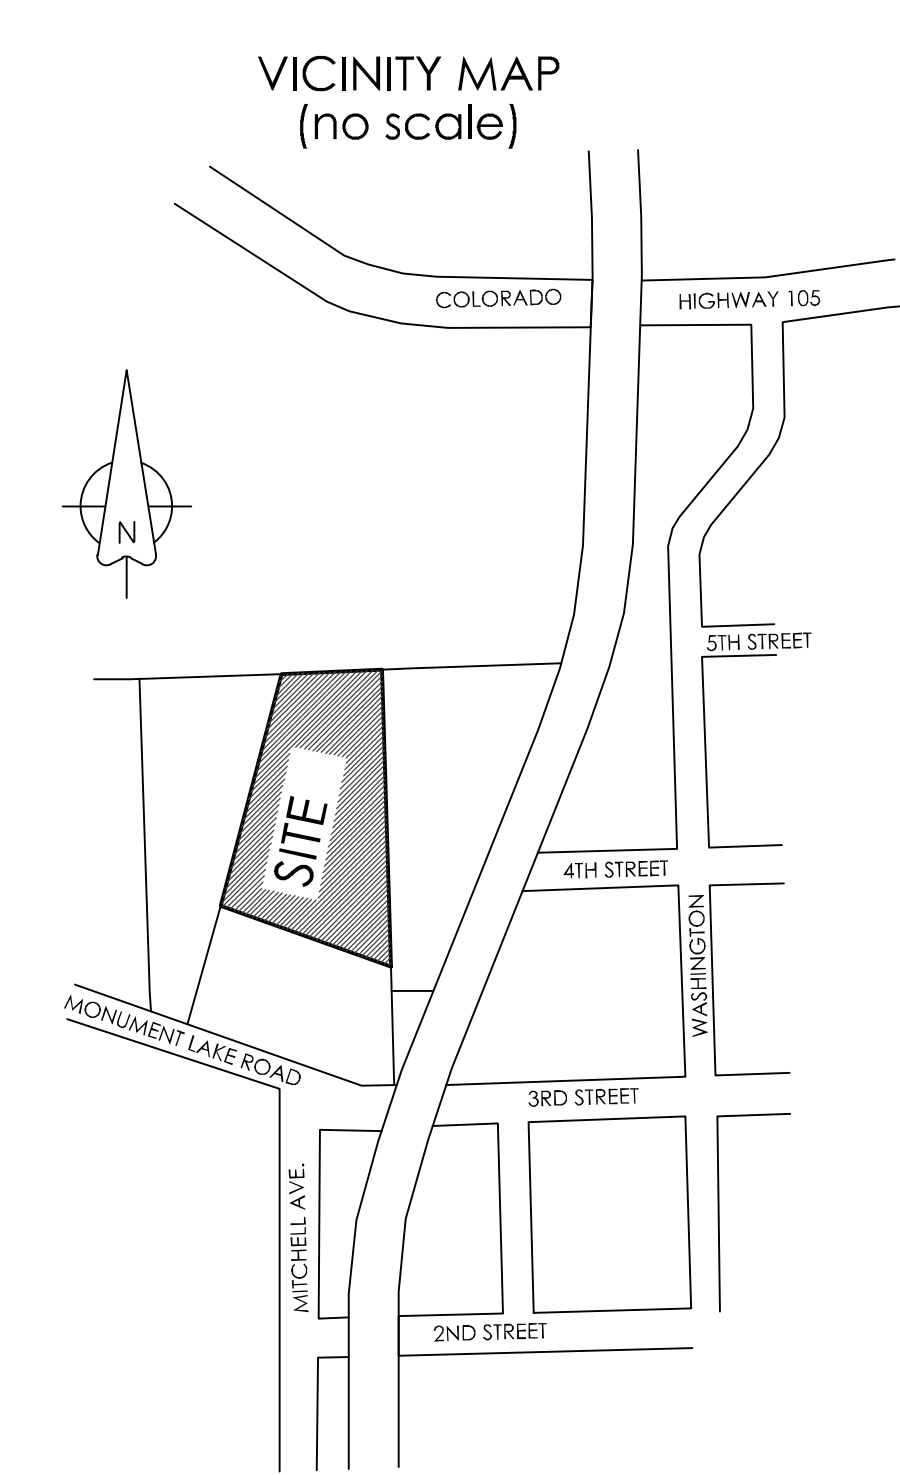 VICINITY MAP
(no scale)
COLORADO
HIGHWAY 105
N
5TH STREET
SITE
4TH STREET
WASHINGTON
MONUMENT LAKE ROAD
3RD STREET
MITCHELL AVE.
2ND STREET